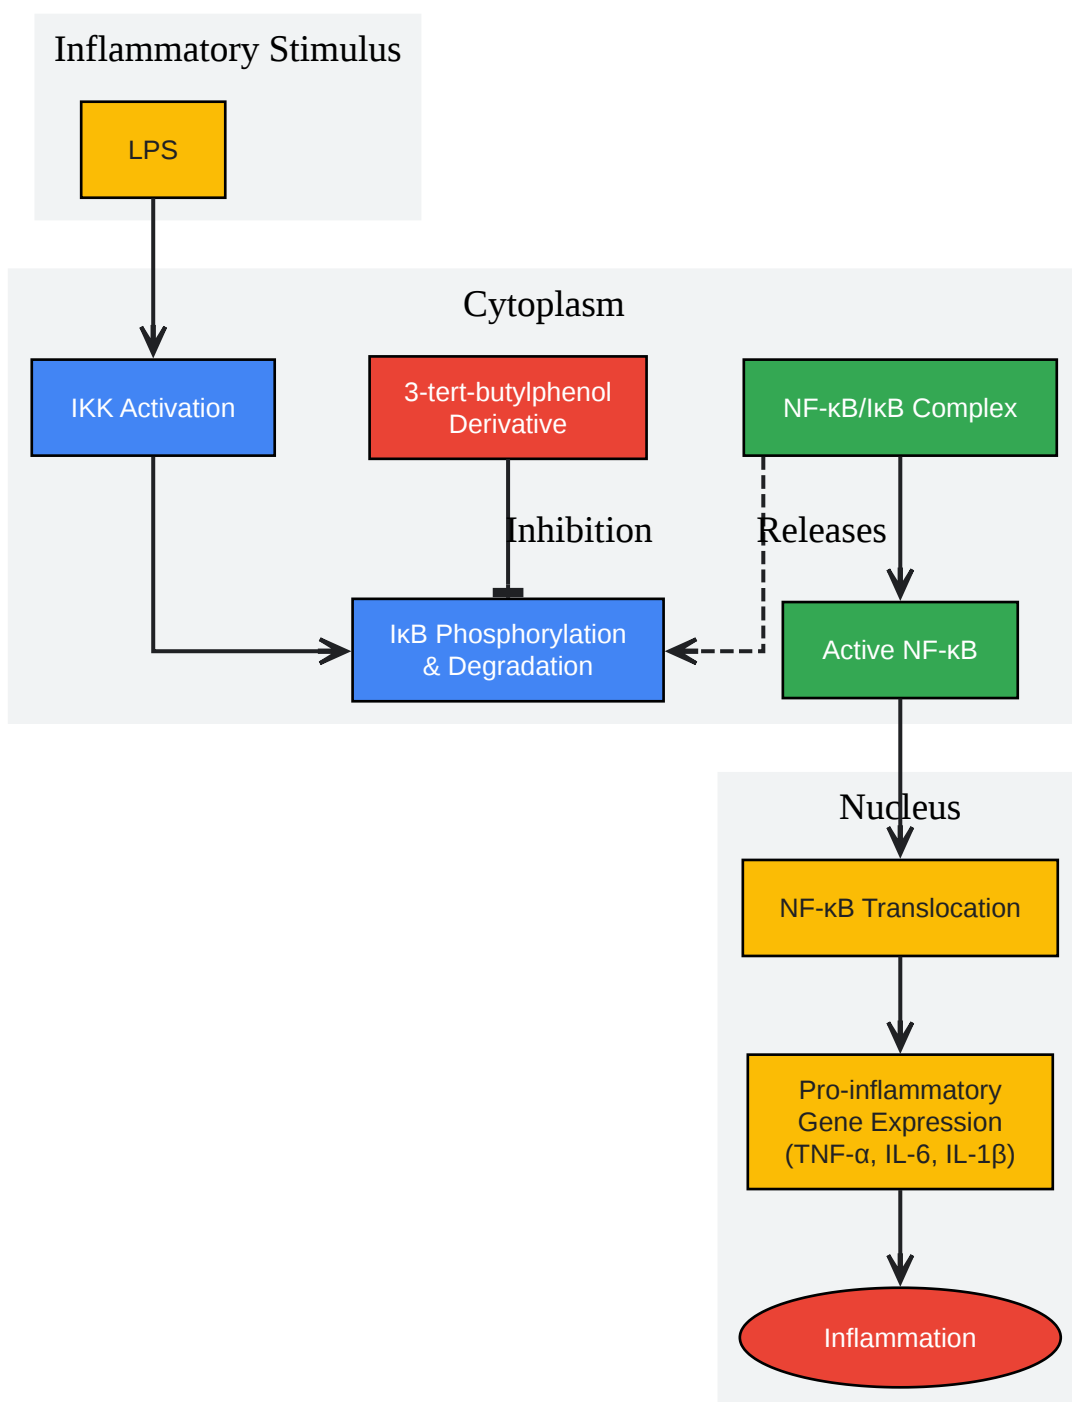 Inflammatory Stimulus
LPS
Cytoplasm
IKK Activation
3-tert-butylphenol
Derivative
NF-κB/IκB Complex
Inhibition
Releases
IκB Phosphorylation
& Degradation
Active NF-κB
Nucleus
NF-κB Translocation
Pro-inflammatory
Gene Expression
(TNF-α, IL-6, IL-1β)
Inflammation